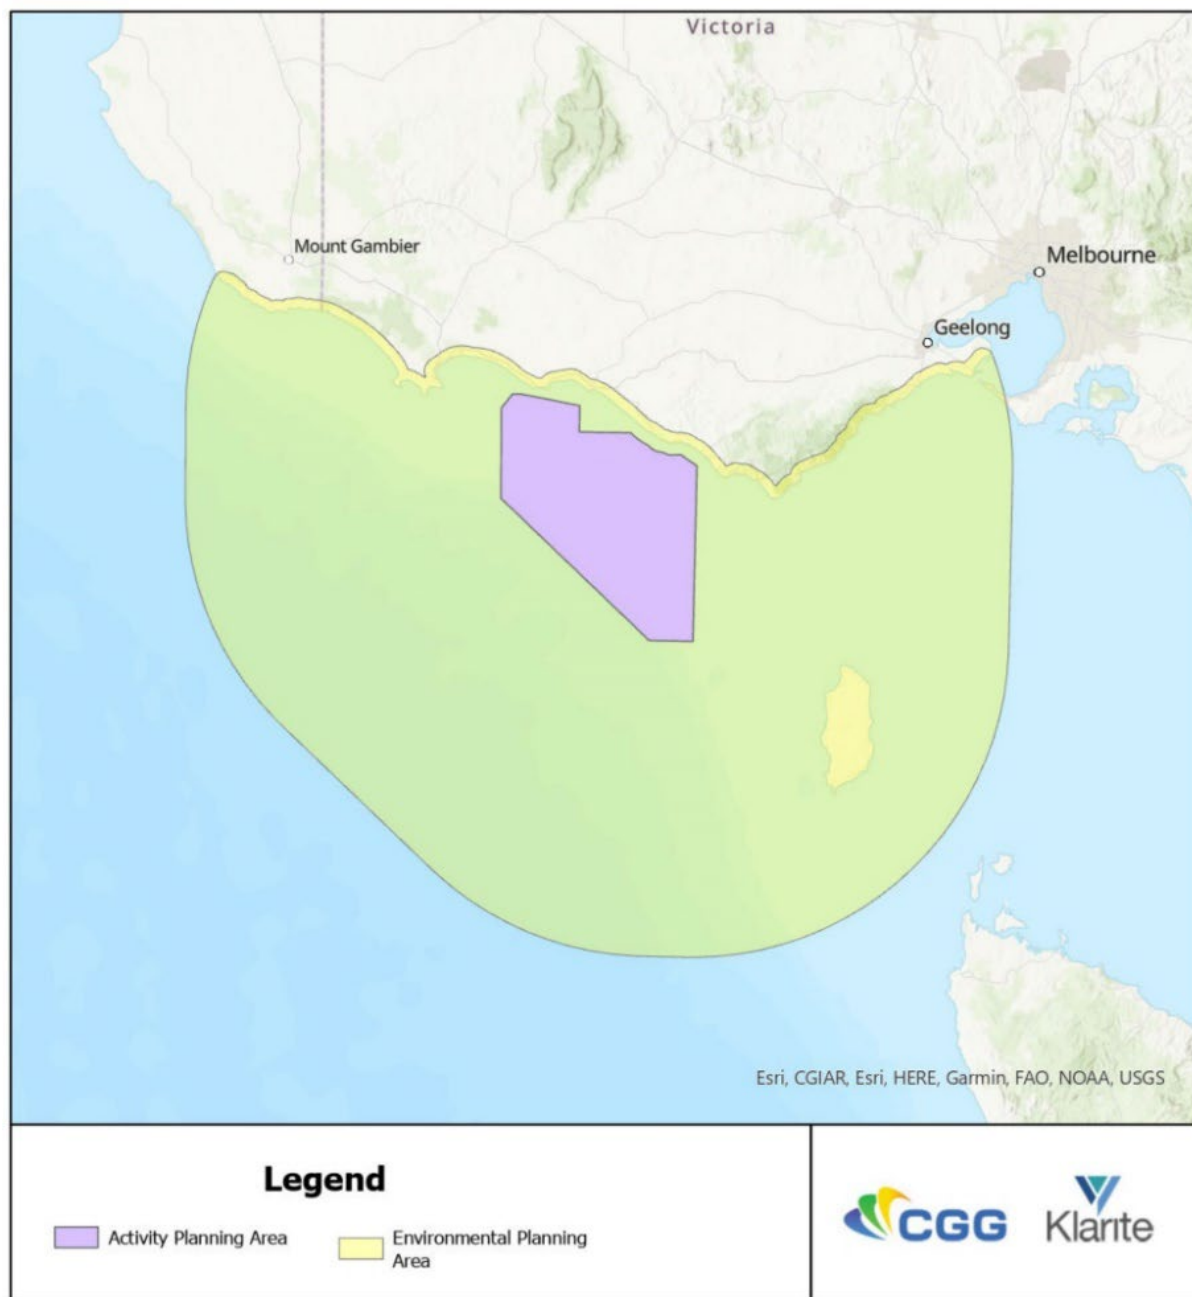 Victoria
Mount Gambier
Melbourne
Geelong
Esri, CGIAR, Esri, HERE, Garmin, FAO, NOAA, USGS
Legend
Activity Planning Area
Environmental Planning
Area
CGG
Klarite